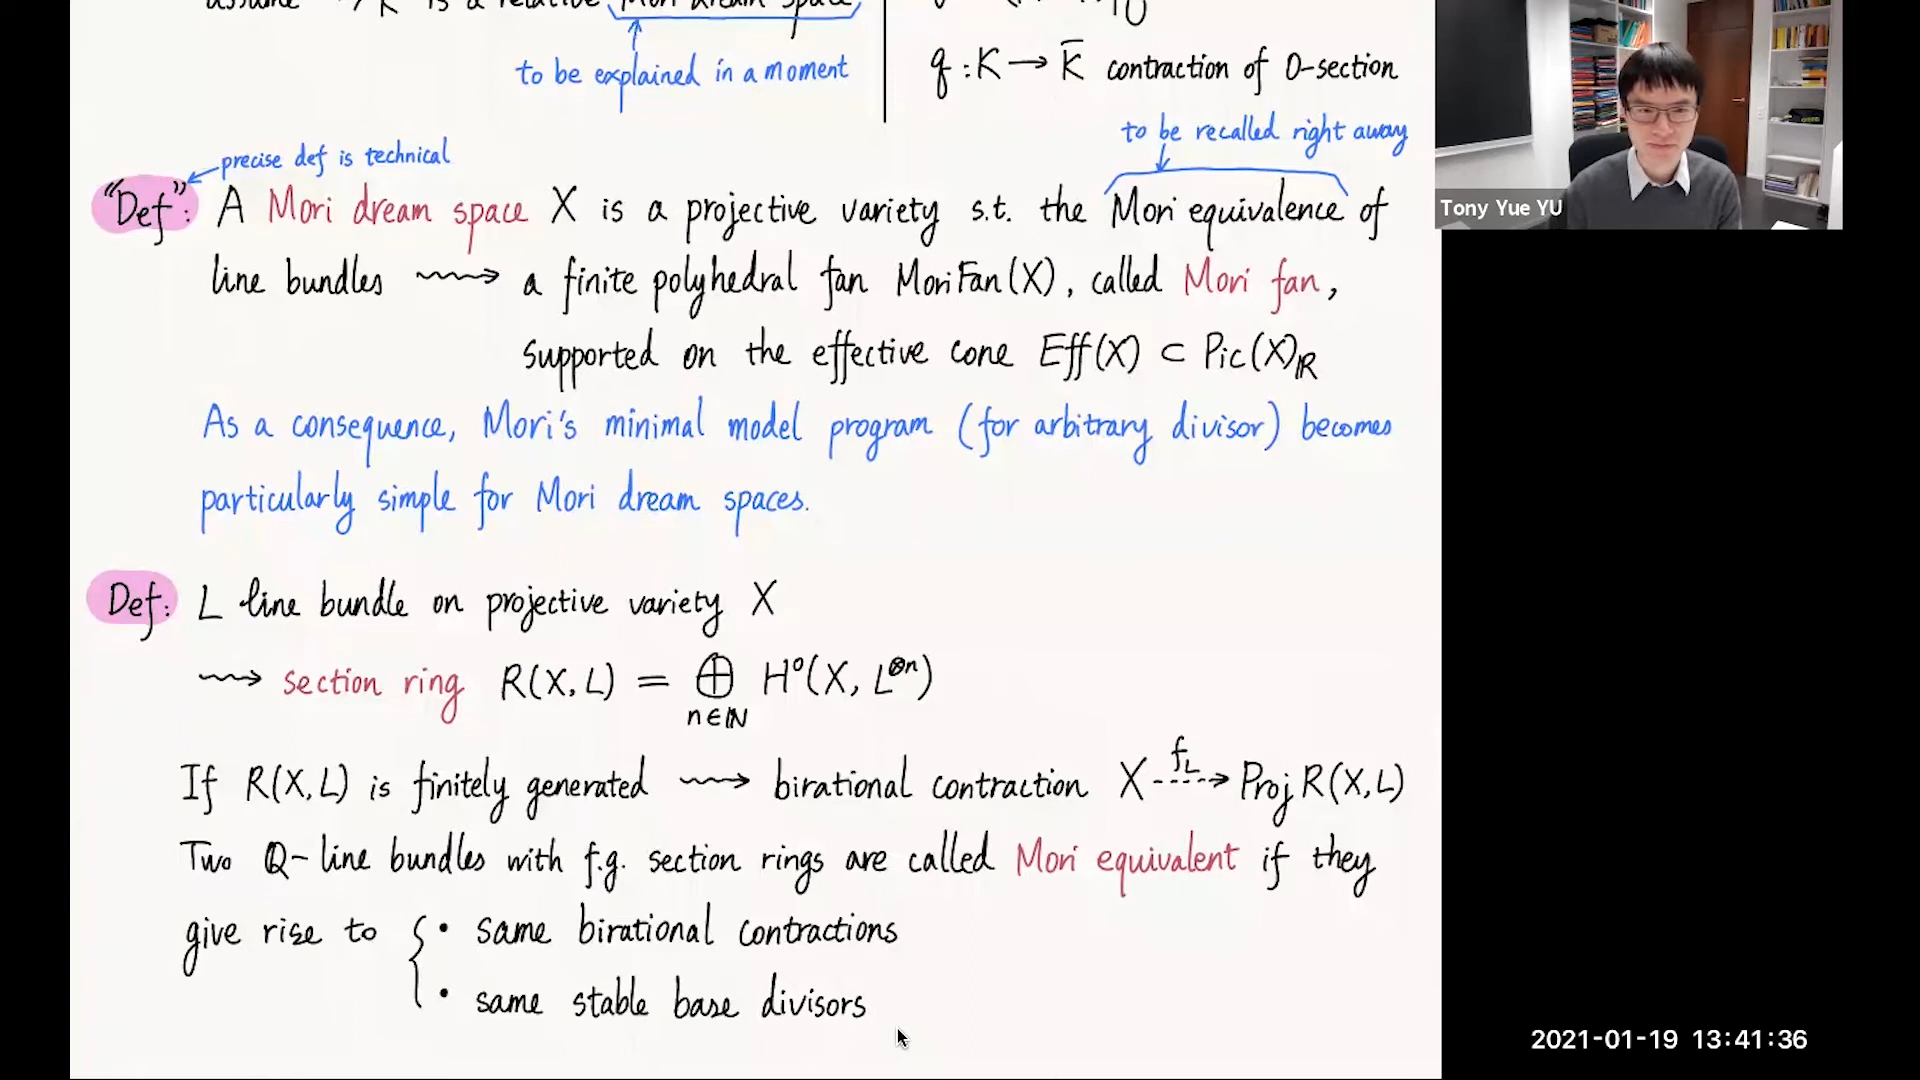 is a relative Mori dream space
to be explained in a moment
q : K → K̄ contraction of 0-section
to be recalled right away
precise def is technical
"Def": A Mori dream space X is a projective variety s.t. the Mori equivalence of
line bundles ⟿ a finite polyhedral fan MoriFan(X), called Mori fan,
supported on the effective cone Eff(X) ⊂ Pic(X)_ℝ
As a consequence, Mori's minimal model program (for arbitrary divisor) becomes
particularly simple for Mori dream spaces.
Def: L line bundle on projective variety X
⟿ section ring R(X, L) = ⊕_{n∈ℕ} H⁰(X, L^{⊗n})
If R(X, L) is finitely generated ⟿ birational contraction X ⇢^{f_L} Proj R(X, L)
Two ℚ-line bundles with f.g. section rings are called Mori equivalent if they
give rise to { • same birational contractions
• same stable base divisors
Tony Yue YU
2021-01-19 13:41:36